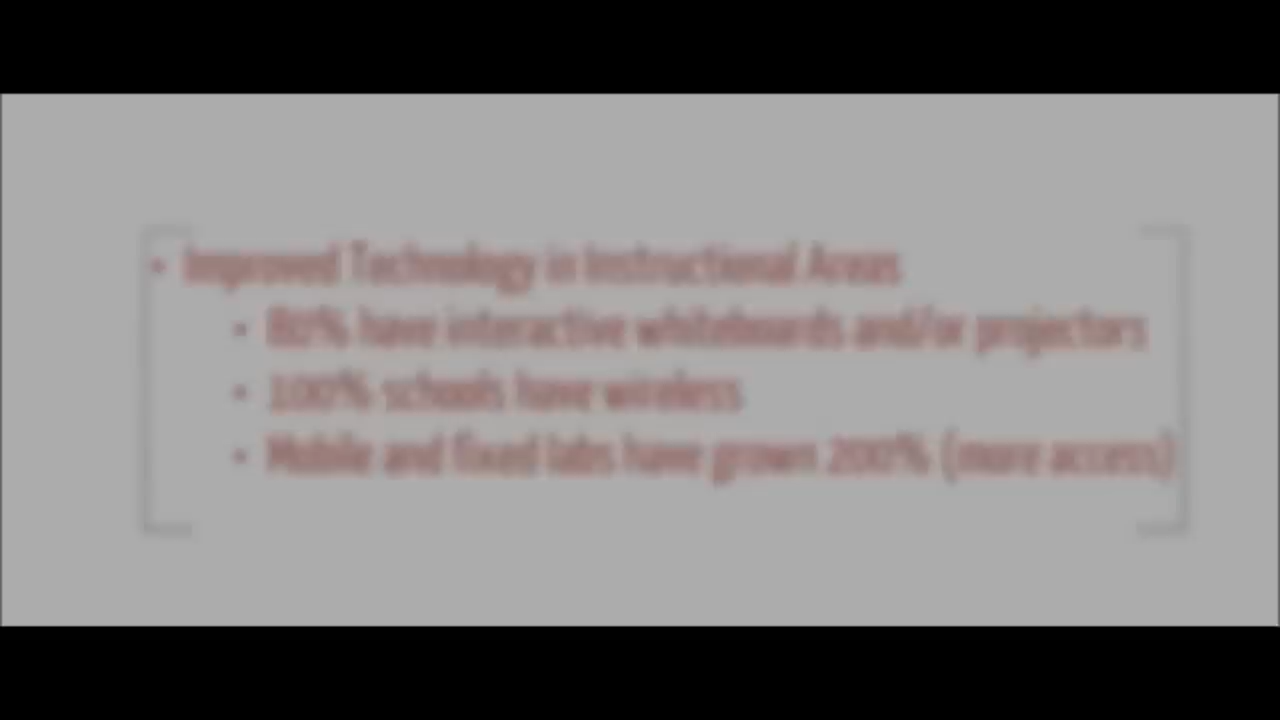 • Improved Technology in Instructional Areas
• 80% have interactive whiteboards and/or projectors
• 100% schools have wireless
• Mobile and fixed labs have grown 200% (more access)